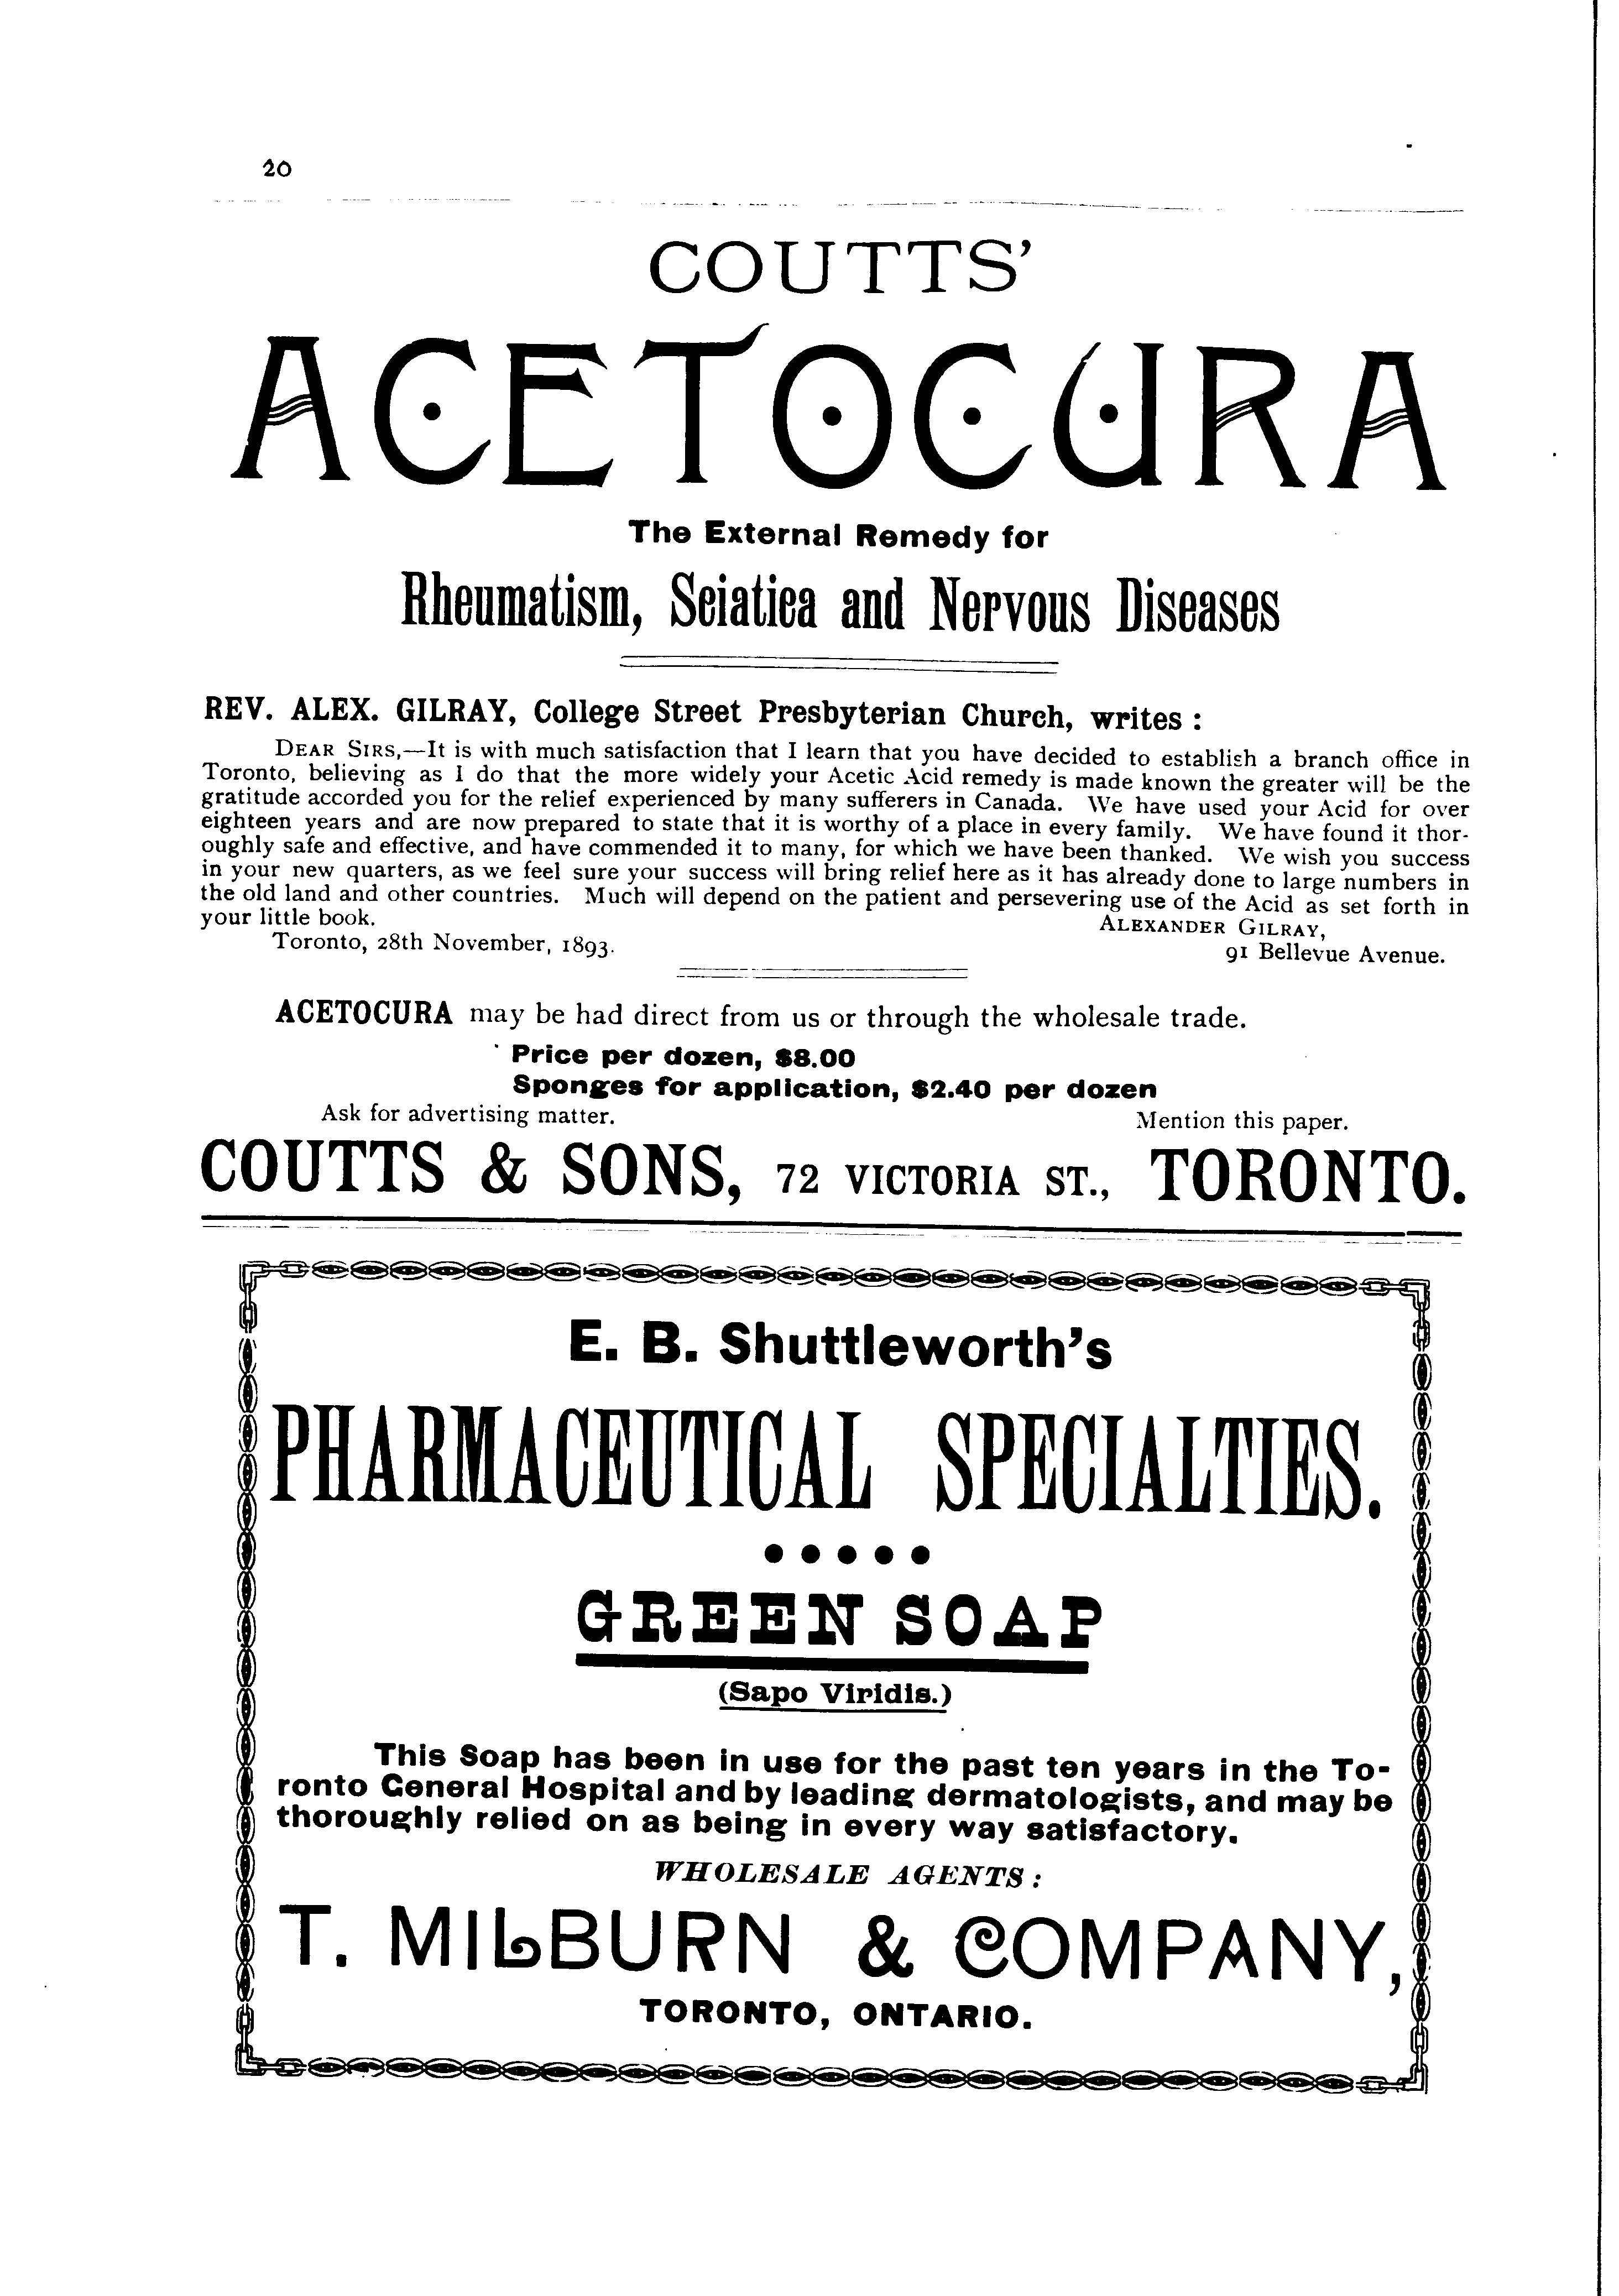 20
COUTTS'
ACETOCURA
The External Remedy for
Rheumatism, Sciatica and Nervous Diseases
REV. ALEX. GILRAY, College Street Presbyterian Church, writes :
DEAR SIRS,—It is with much satisfaction that I learn that you have decided to establish a branch office in
Toronto, believing as I do that the more widely your Acetic Acid remedy is made known the greater will be the
gratitude accorded you for the relief experienced by many sufferers in Canada. We have used your Acid for over
eighteen years and are now prepared to state that it is worthy of a place in every family. We have found it thor-
oughly safe and effective, and have commended it to many, for which we have been thanked. We wish you success
in your new quarters, as we feel sure your success will bring relief here as it has already done to large numbers in
the old land and other countries. Much will depend on the patient and persevering use of the Acid as set forth in
your little book. ALEXANDER GILRAY,
Toronto, 28th November, 1893. 91 Bellevue Avenue.
ACETOCURA may be had direct from us or through the wholesale trade.
Price per dozen, $8.00
Sponges for application, $2.40 per dozen
Ask for advertising matter. Mention this paper.
COUTTS & SONS, 72 VICTORIA ST., TORONTO.
E. B. Shuttleworth's
PHARMACEUTICAL SPECIALTIES.
• • • • •
GREEN SOAP
(Sapo Viridis.)
This Soap has been in use for the past ten years in the To-
ronto General Hospital and by leading dermatologists, and may be
thoroughly relied on as being in every way satisfactory.
WHOLESALE AGENTS :
T. MILBURN & COMPANY,
TORONTO, ONTARIO.